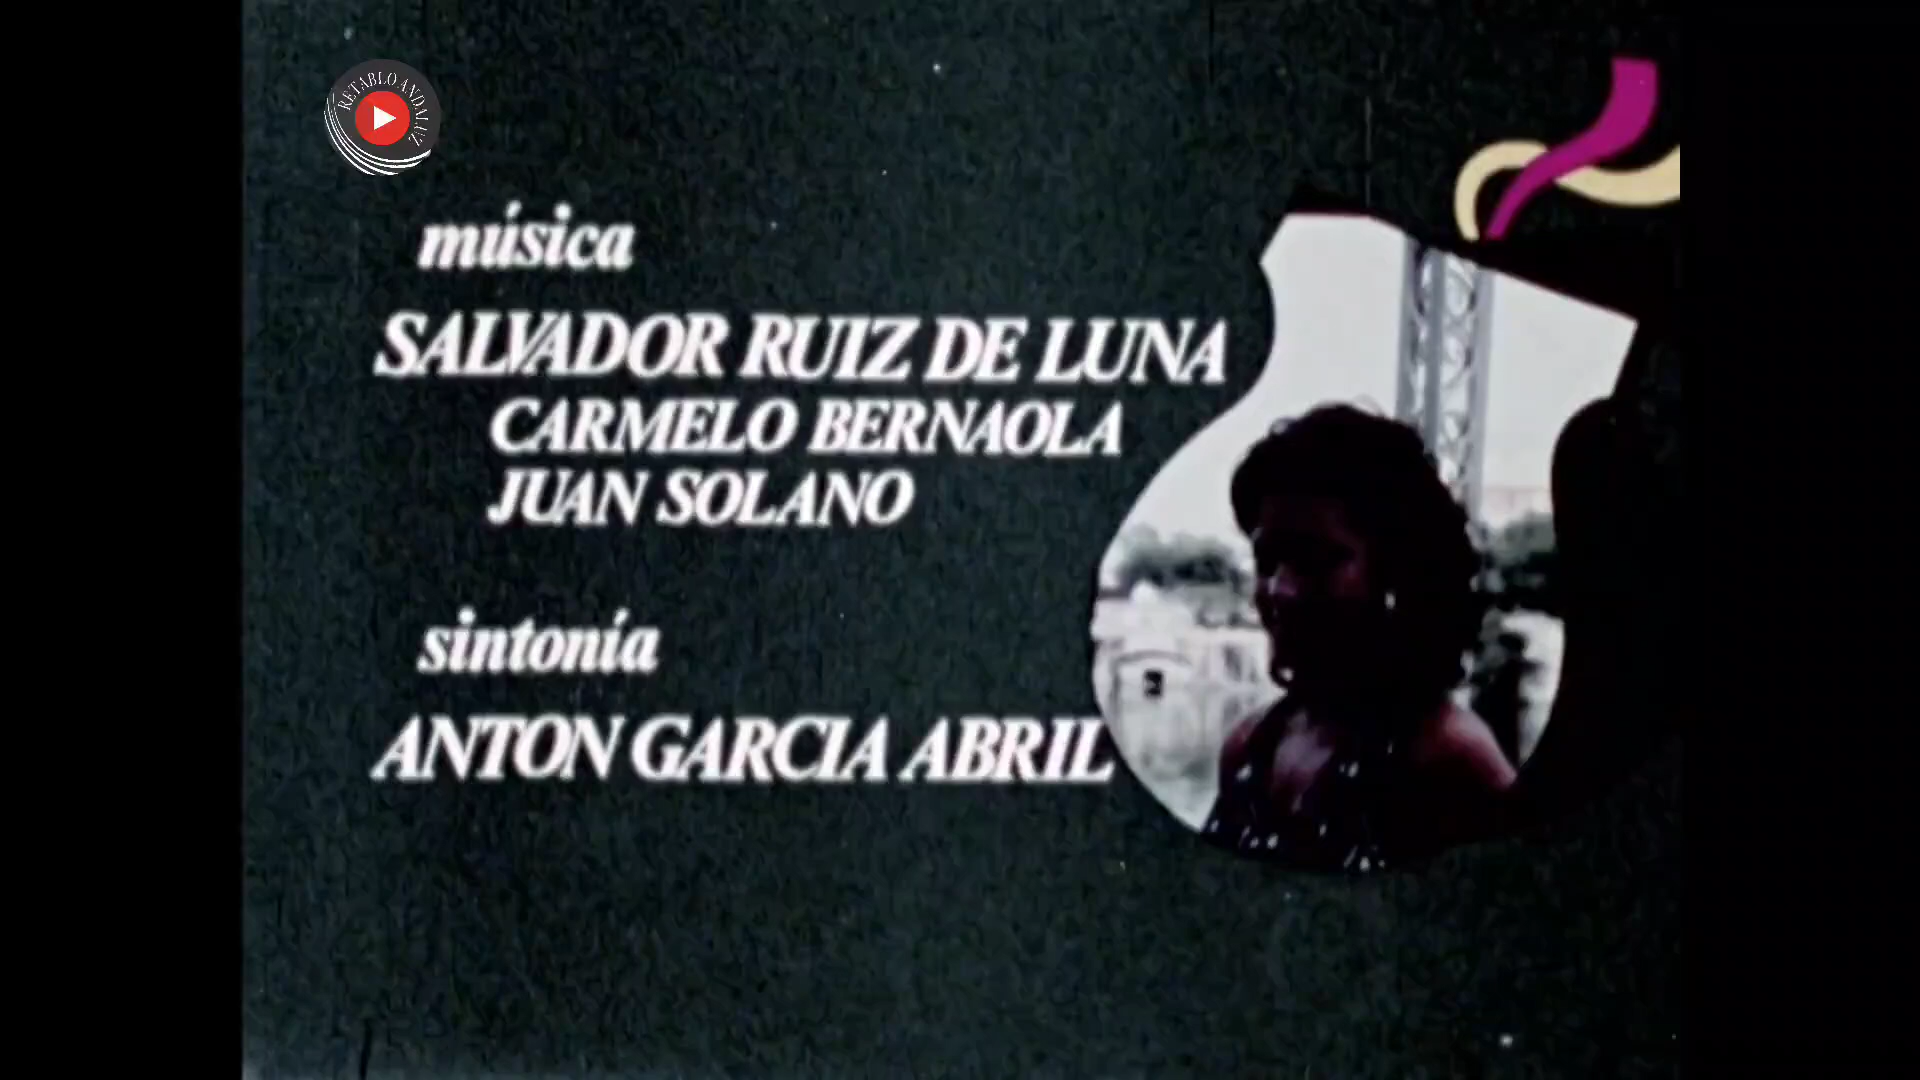 RETABLO ANDALUZ
música
SALVADOR RUIZ DE LUNA
CARMELO BERNAOLA
JUAN SOLANO
sintonía
ANTON GARCIA ABRIL